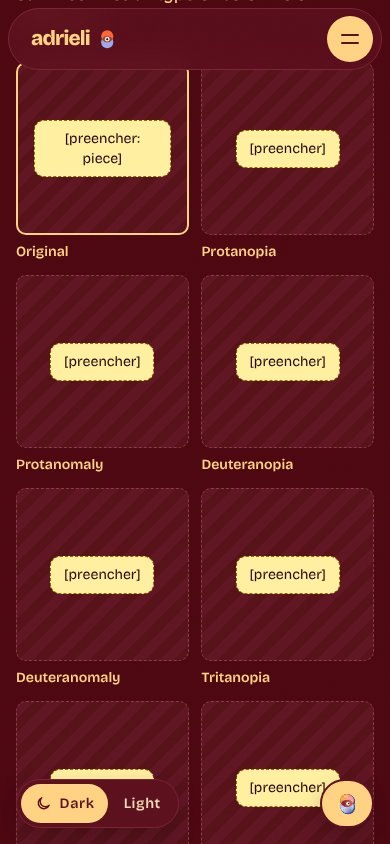 adrieli
[preencher:
piece]
[preencher]
Original
Protanopia
[preencher]
[preencher]
Protanomaly
Deuteranopia
[preencher]
[preencher]
Deuteranomaly
Tritanopia
[preencher]
Dark
Light